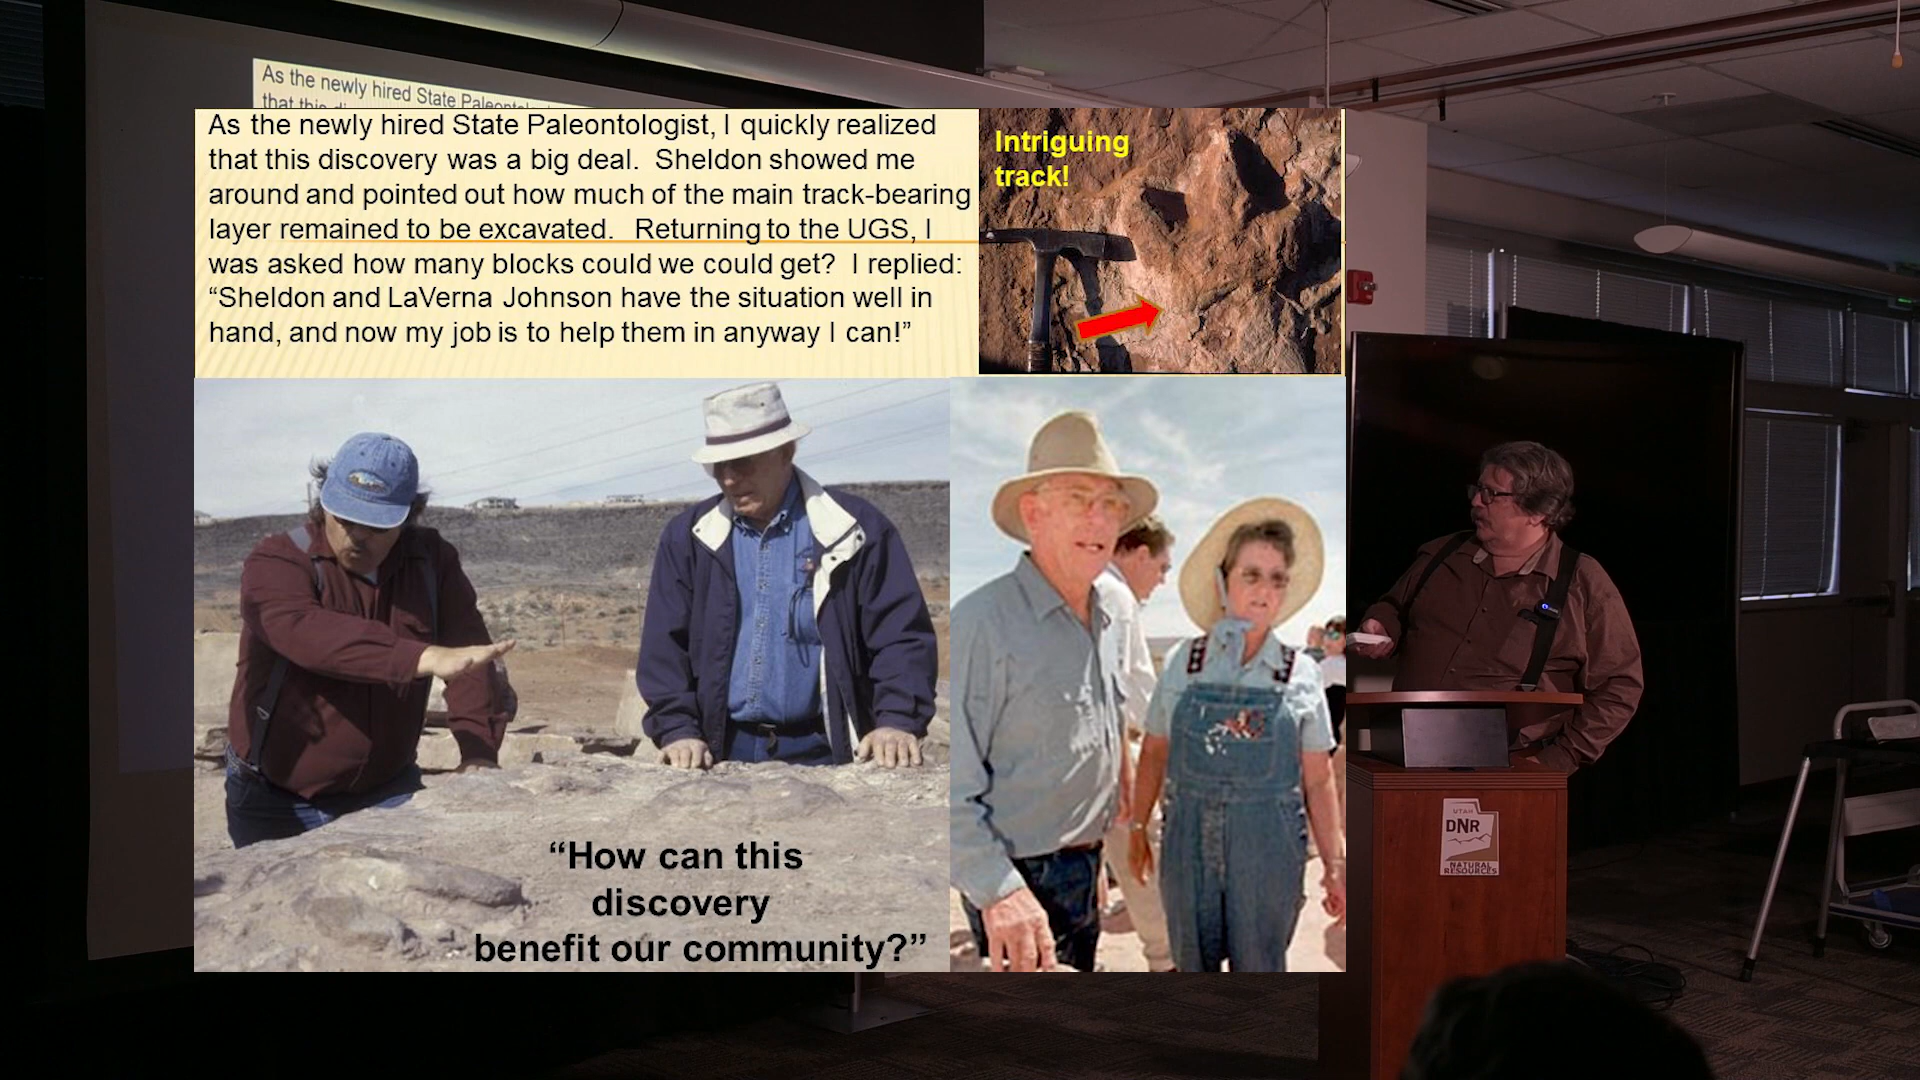 As the newly hired State
that this
As the newly hired State Paleontologist, I quickly realized
that this discovery was a big deal.  Sheldon showed me
around and pointed out how much of the main track-bearing
layer remained to be excavated.   Returning to the UGS, I
was asked how many blocks could we could get?  I replied:
“Sheldon and LaVerna Johnson have the situation well in
hand, and now my job is to help them in anyway I can!”
Intriguing
track!
“How can this
discovery
benefit our community?”
UTAH
DNR
NATURAL
RESOURCES